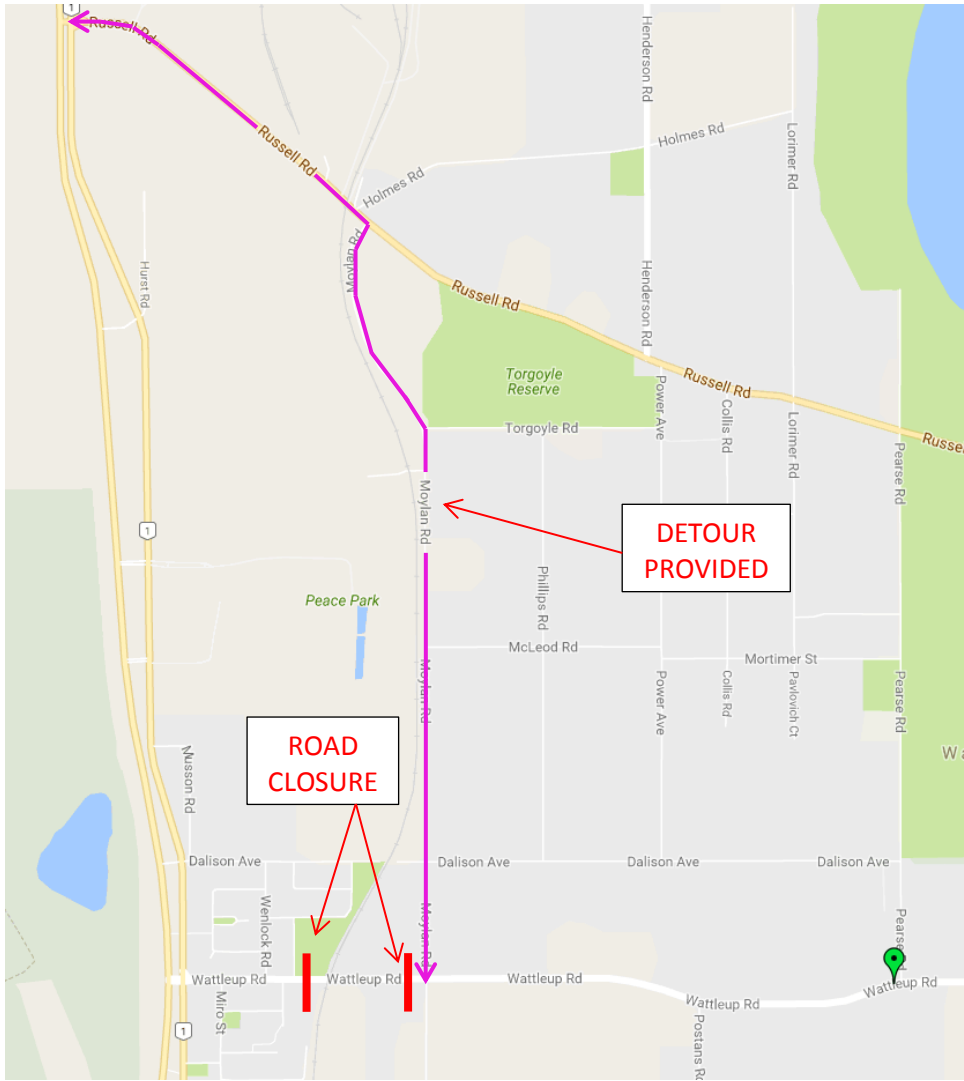 1
Russell Rd
Henderson Rd
Holmes Rd
Lorimer Rd
Russell Rd
Holmes Rd
Moylan Rd
Hurst Rd
Henderson Rd
Russell Rd
Torgoyle
Reserve
Russell Rd
Power Ave
Collis Rd
Lorimer Rd
Torgoyle Rd
Russe
Pearse Rd
1
Moylan Rd
DETOUR
PROVIDED
Phillips Rd
Peace Park
McLeod Rd
Mortimer St
Moylan Rd
Power Ave
Collis Rd
Pavlovich Ct
Pearse Rd
ROAD
CLOSURE
Musson Rd
W a
Dalison Ave
Dalison Ave
Dalison Ave
Dalison Ave
Wenlock Rd
Moylan Rd
Pearse Rd
Wattleup Rd
Wattleup Rd
Wattleup Rd
Wattleup Rd
Wattleup Rd
Miro St
1
Postans Rd